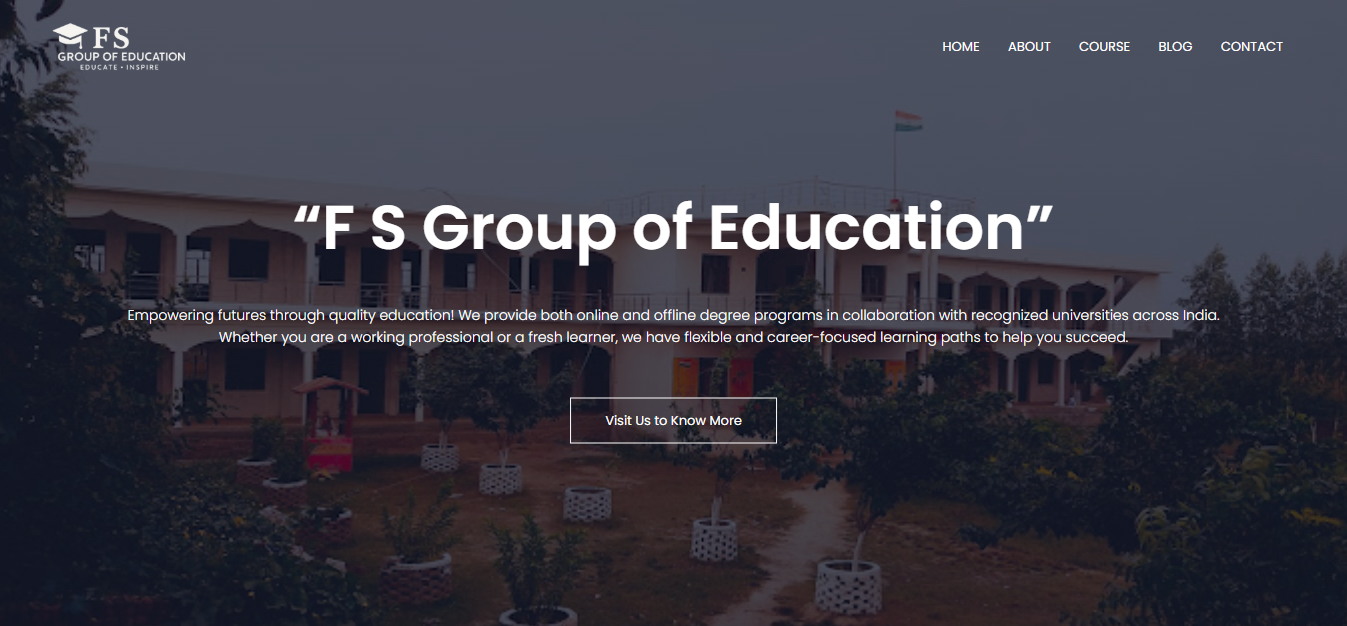 FS
GROUP OF EDUCATION
EDUCATE • INSPIRE
HOME ABOUT COURSE BLOG CONTACT
“F S Group of Education”
Empowering futures through quality education! We provide both online and offline degree programs in collaboration with recognized universities across India.
Whether you are a working professional or a fresh learner, we have flexible and career-focused learning paths to help you succeed.
Visit Us to Know More